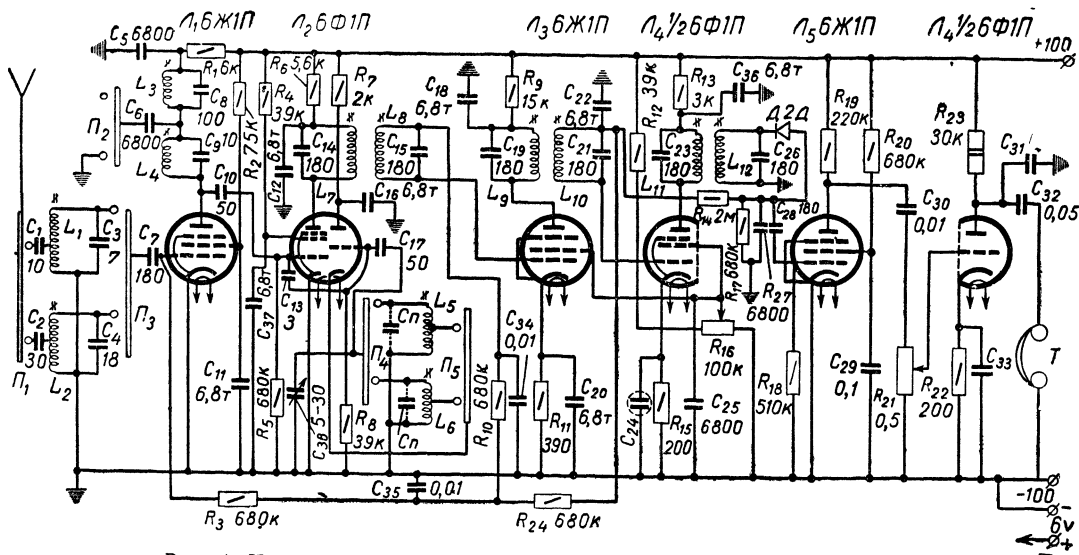 Л1 6Ж1П
Л2 6Ф1П
Л3 6Ж1П
Л4 ½6Ф1П
Л5 6Ж1П
Л4 ½6Ф1П
+100
C5 6800
R1 6к
R6 5,6к
R7
2к
C18
6,8т
R9
15к
C22
6,8т
R12 39к
R13
3к
C36 6,8т
R19
220к
R20
680к
R23
30к
C31
L3
C8
100
П2
C6
6800
C9 10
L4
R2 75к
R4
39к
C12 6,8т
C14
180
L7
L8
C15
180
C16 6,8т
C19
180
L9
L10
C21
180
C23
180
L11
L12
C26
180
Д2Д
C10
50
C1
10
L1
C3
7
C7
180
C17
50
R14 2м
C28 180
C30
0,01
C32
0,05
C2
30
C4
18
П3
П1
L2
C11
6,8т
C37 6,8т
C13
3
R5 680к
C38 5-30
R8
39к
Cп
П4
L5
П5
L6
Cп
R10 680к
C34
0,01
R11
390
C20
6,8т
C24
R15
200
R16
100к
C25
6800
R17 680к
R27
6800
R18
510к
C29
0,1
R21
0,5
R22
200
C33
Т
C35 0,01
R3 680к
R24 680к
-100
-
6v
+